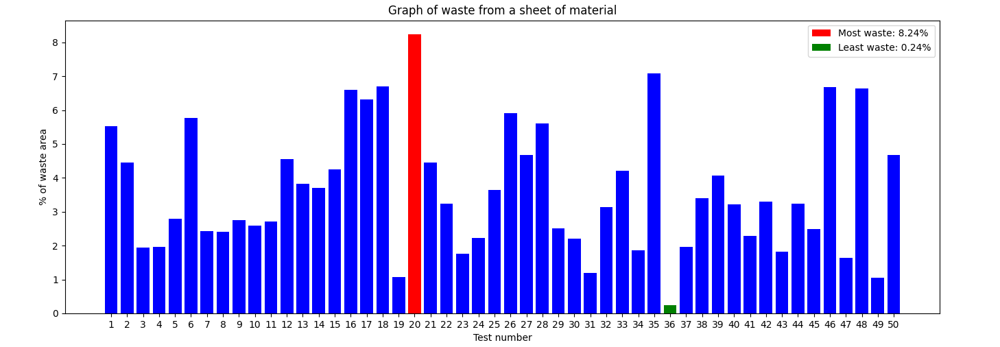 Graph of waste from a sheet of material
Most waste: 8.24%
Least waste: 0.24%
8
7
6
5
4
3
2
1
0
% of waste area
1 2 3 4 5 6 7 8 9 10 11 12 13 14 15 16 17 18 19 20 21 22 23 24 25 26 27 28 29 30 31 32 33 34 35 36 37 38 39 40 41 42 43 44 45 46 47 48 49 50
Test number